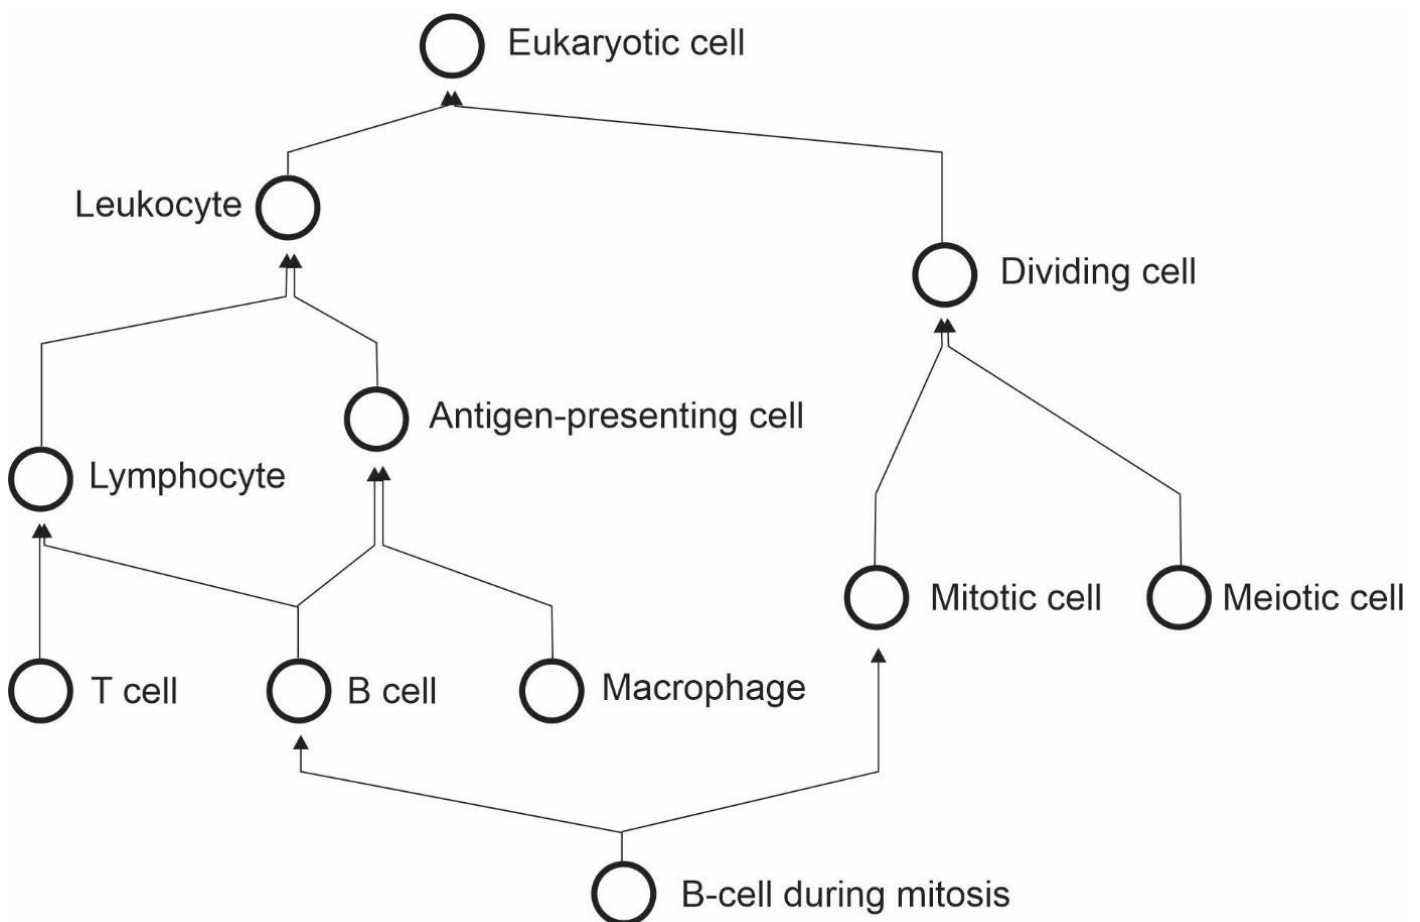 Eukaryotic cell
Leukocyte
Dividing cell
Antigen-presenting cell
Lymphocyte
Mitotic cell
Meiotic cell
T cell
B cell
Macrophage
B-cell during mitosis